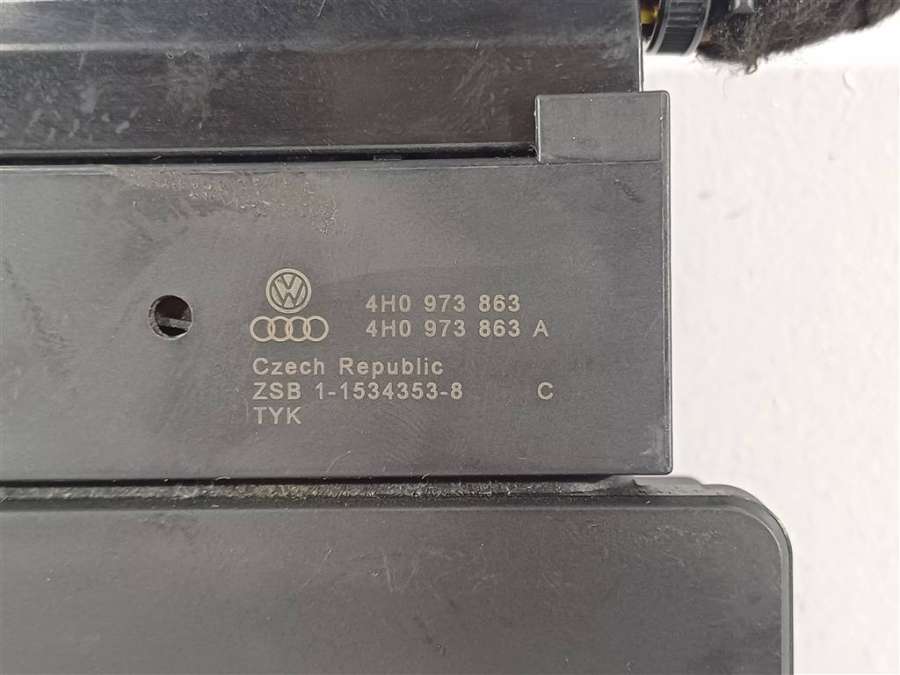 4H0 973 863
4H0 973 863 A
Czech Republic
ZSB 1-1534353-8 C
TYK